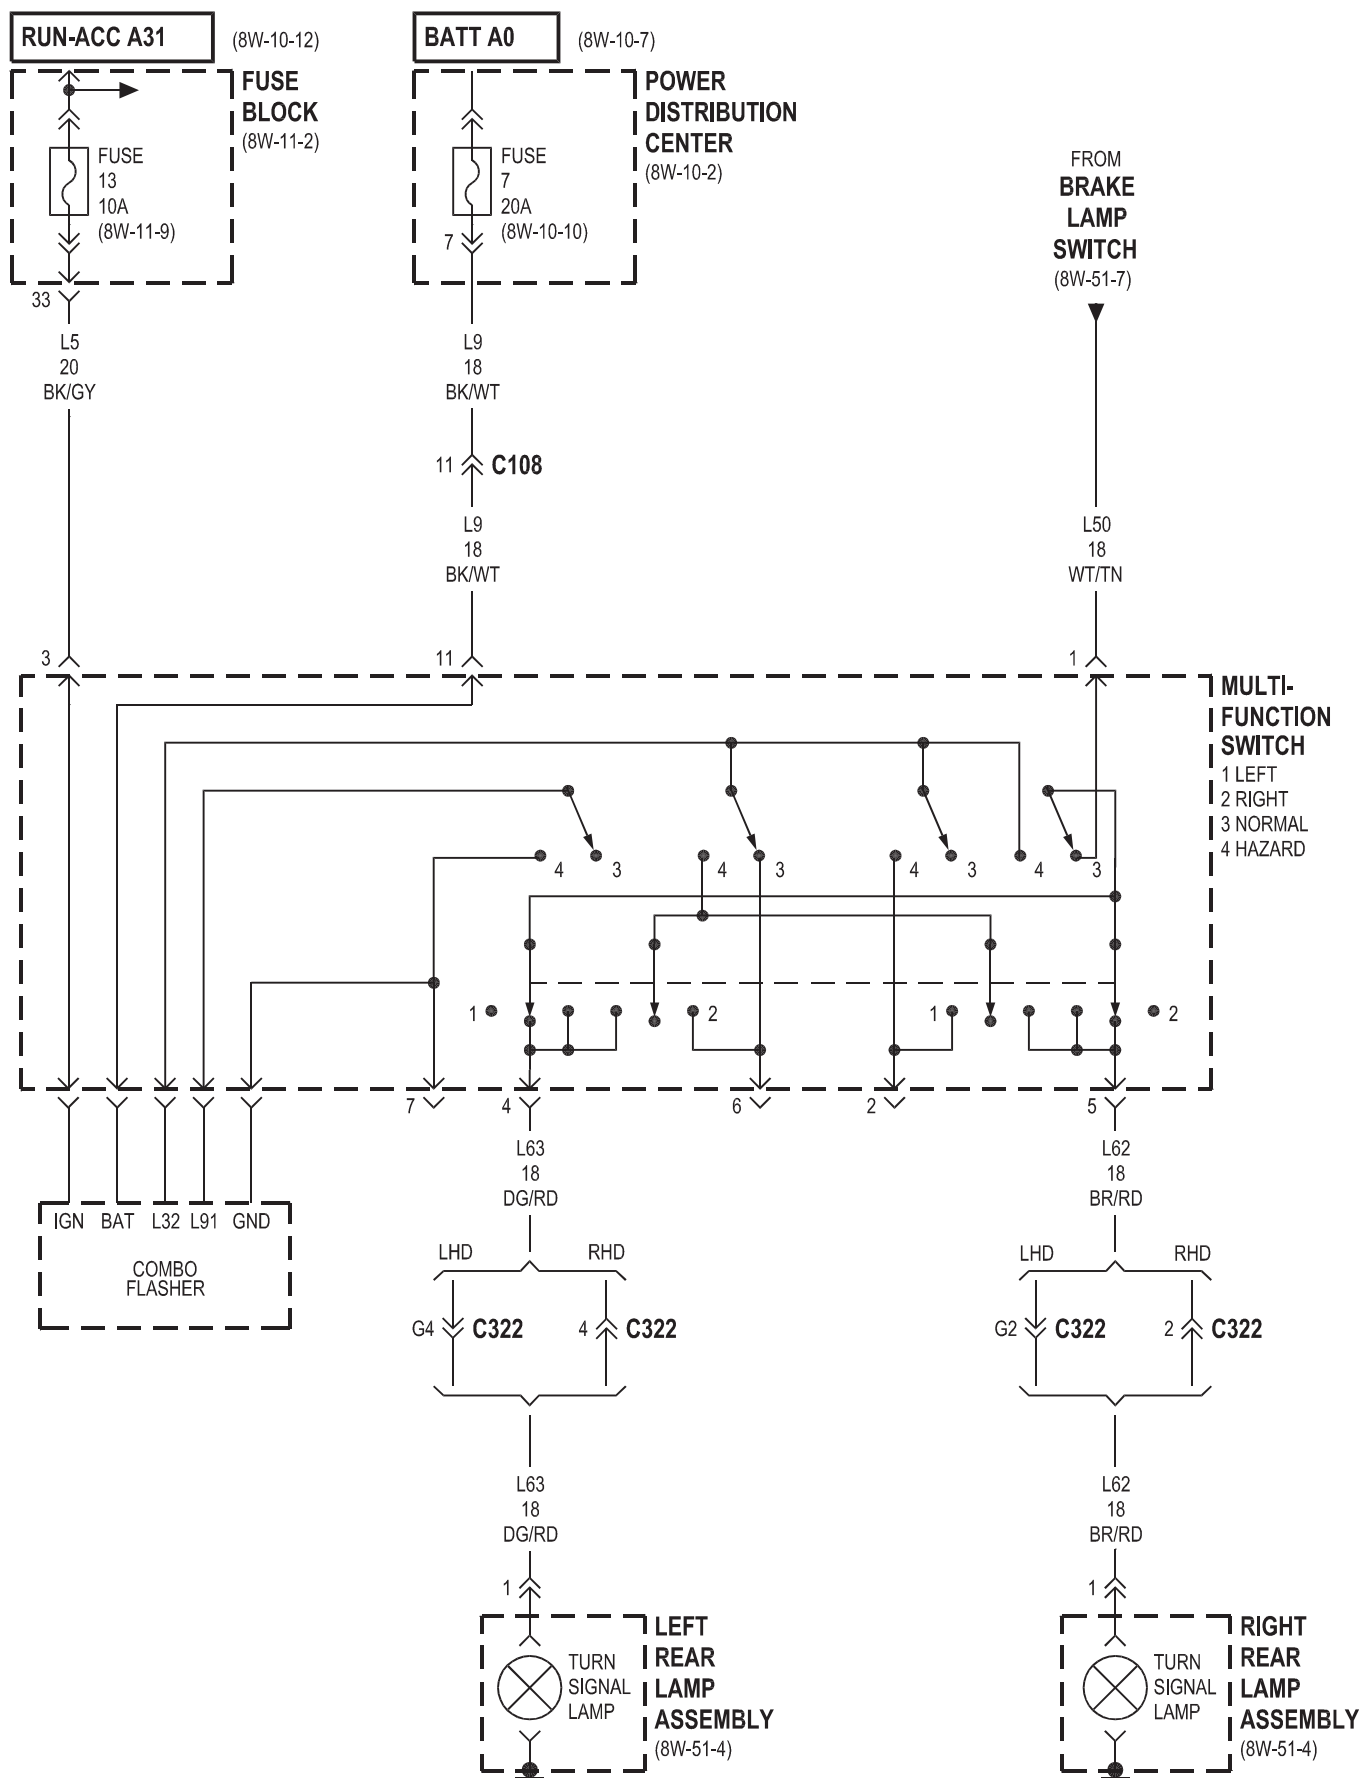 RUN-ACC A31
(8W-10-12)
BATT A0
(8W-10-7)
FUSE
BLOCK
(8W-11-2)
FUSE
13
10A
(8W-11-9)
33
L5
20
BK/GY
POWER
DISTRIBUTION
CENTER
(8W-10-2)
FUSE
7
20A
(8W-10-10)
7
L9
18
BK/WT
11
C108
L9
18
BK/WT
FROM
BRAKE
LAMP
SWITCH
(8W-51-7)
L50
18
WT/TN
3
11
1
MULTI-
FUNCTION
SWITCH
1 LEFT
2 RIGHT
3 NORMAL
4 HAZARD
4
3
4
3
4
3
4
3
1
2
1
2
7
4
6
2
5
IGN
BAT
L32
L91
GND
COMBO
FLASHER
L63
18
DG/RD
LHD
RHD
G4
C322
4
C322
L63
18
DG/RD
1
TURN
SIGNAL
LAMP
LEFT
REAR
LAMP
ASSEMBLY
(8W-51-4)
L62
18
BR/RD
LHD
RHD
G2
C322
2
C322
L62
18
BR/RD
1
TURN
SIGNAL
LAMP
RIGHT
REAR
LAMP
ASSEMBLY
(8W-51-4)